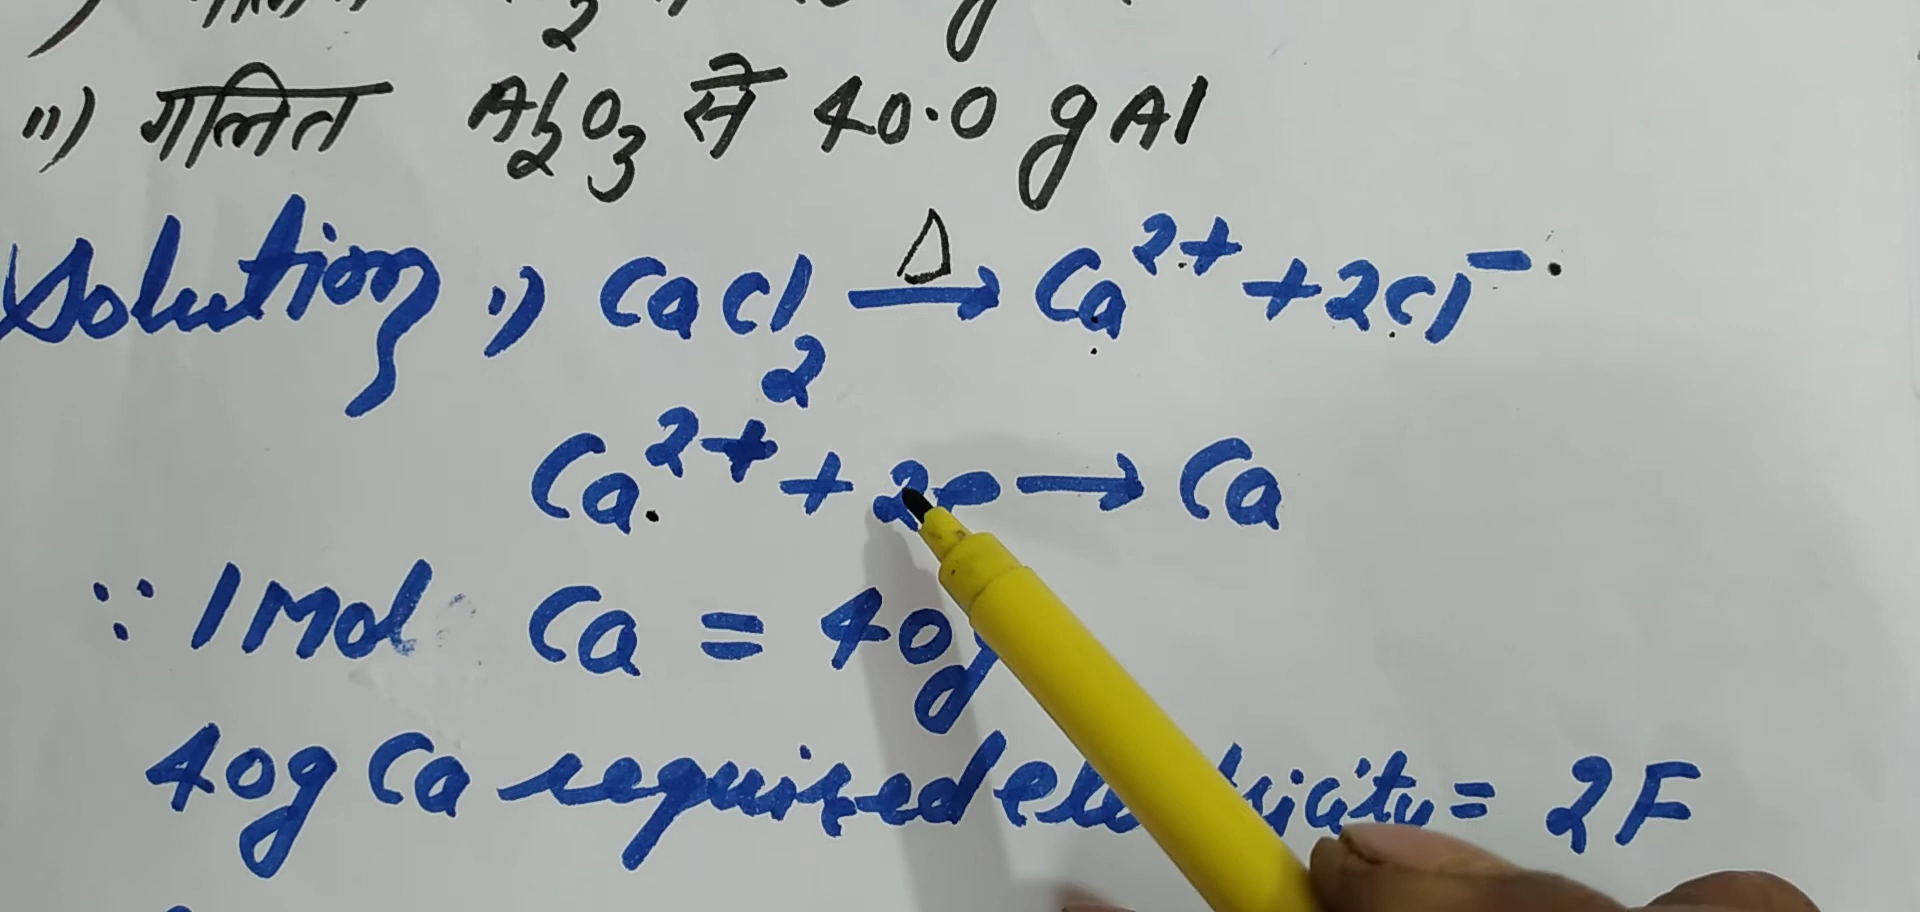 ii) गलित Al₂O₃ से 40.0 g Al
Solution i) CaCl₂ —Δ→ Ca²⁺ + 2Cl⁻
Ca²⁺ + 2e → Ca
∵ 1 Mol Ca = 40g
40g Ca required electricity = 2F